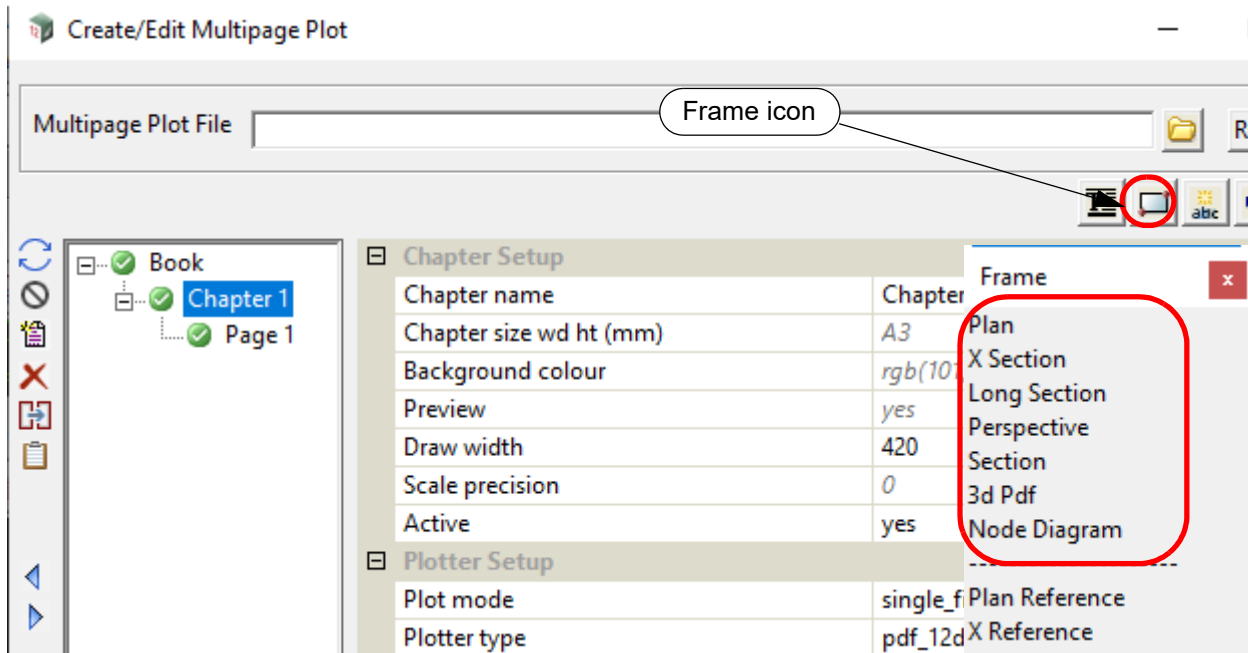 Create/Edit Multipage Plot
Multipage Plot File
Frame icon
R
abc
Book
Chapter 1
Page 1
Chapter Setup
Chapter name Chapter
Chapter size wd ht (mm) A3
Background colour rgb(101,
Preview yes
Draw width 420
Scale precision 0
Active yes
Plotter Setup
Plot mode single_fi
Plotter type pdf_12d
Frame x
Plan
X Section
Long Section
Perspective
Section
3d Pdf
Node Diagram
----------------------
Plan Reference
X Reference